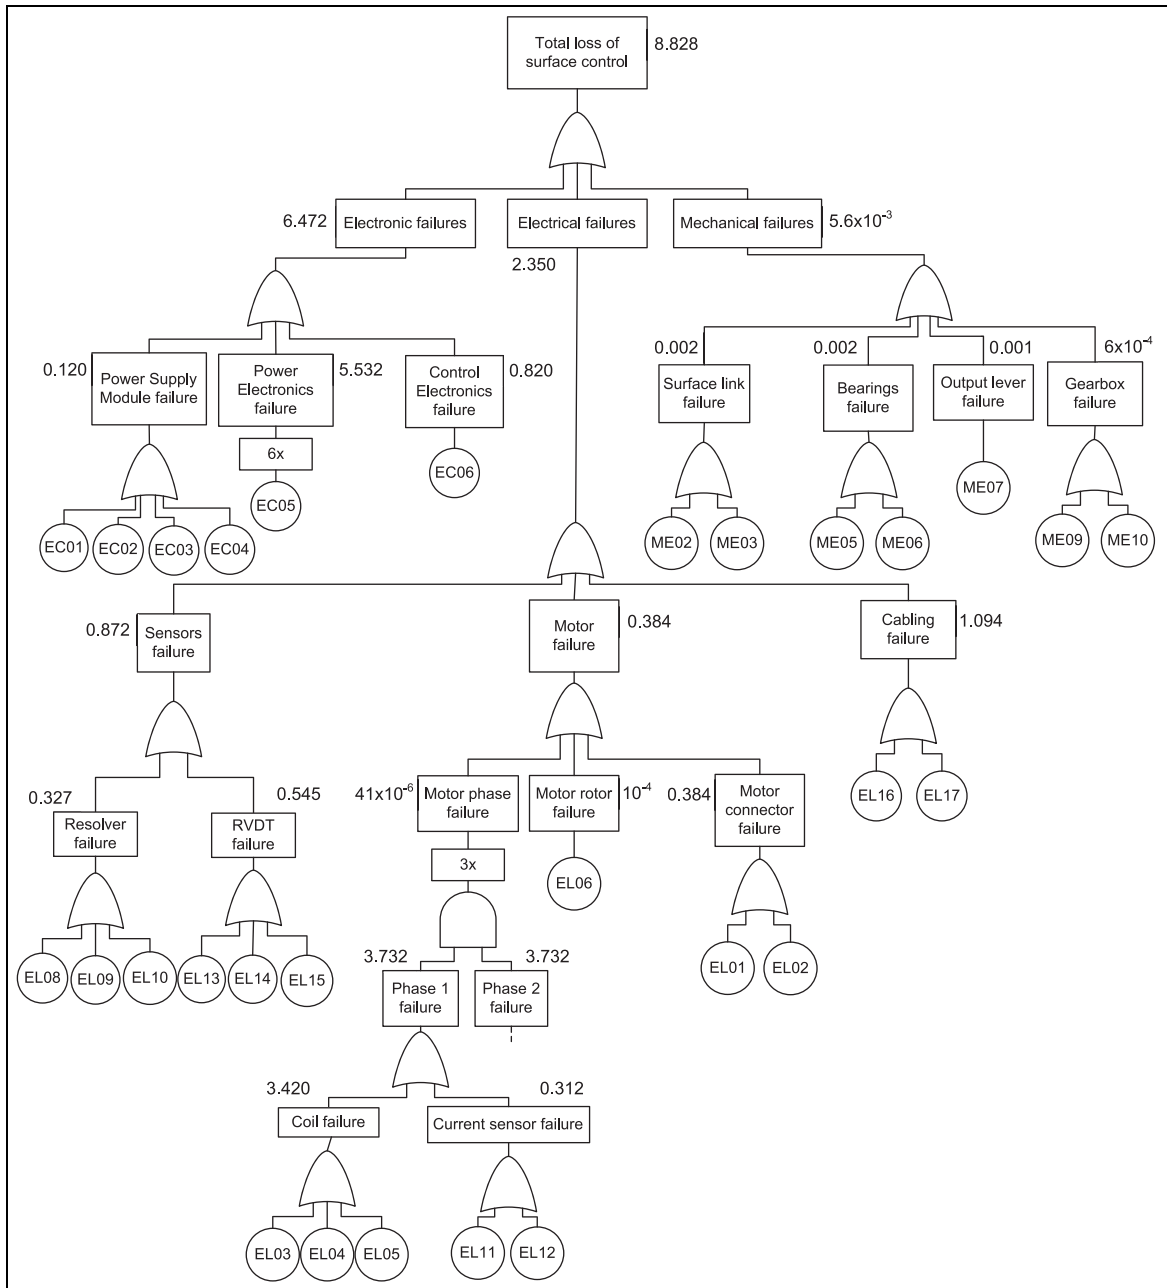 Total loss of
surface control
8.828
6.472
Electronic failures
Electrical failures
Mechanical failures
5.6x10⁻³
2.350
0.120
Power Supply
Module failure
Power
Electronics
failure
5.532
Control
Electronics
failure
0.820
0.002
Surface link
failure
0.002
Bearings
failure
0.001
Output lever
failure
6x10⁻⁴
Gearbox
failure
6x
EC06
EC05
EC01
EC02
EC03
EC04
ME07
ME02
ME03
ME05
ME06
ME09
ME10
0.872
Sensors
failure
Motor
failure
0.384
Cabling
failure
1.094
0.327
Resolver
failure
0.545
RVDT
failure
41x10⁻⁶
Motor phase
failure
Motor rotor
failure
10⁻⁴
0.384
Motor
connector
failure
EL16
EL17
3x
EL06
EL08
EL09
EL10
EL13
EL14
EL15
EL01
EL02
3.732
3.732
Phase 1
failure
Phase 2
failure
3.420
0.312
Coil failure
Current sensor failure
EL03
EL04
EL05
EL11
EL12